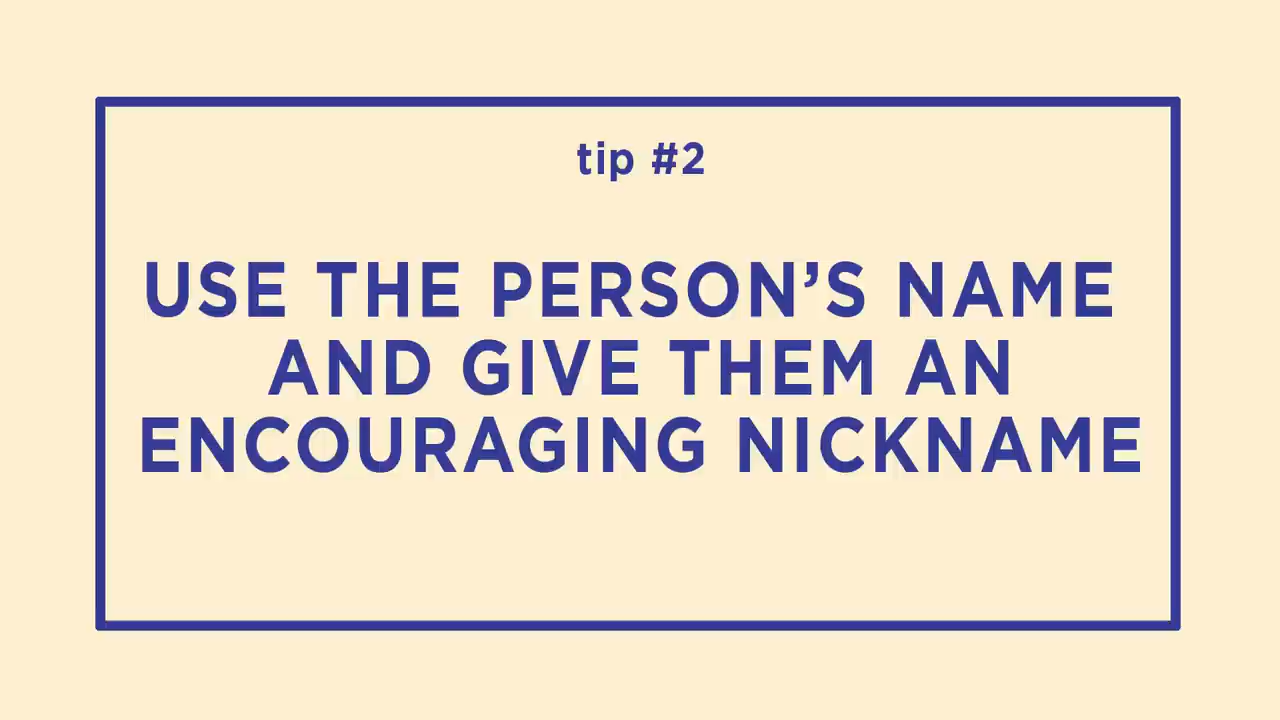 tip #2
USE THE PERSON’S NAME
AND GIVE THEM AN
ENCOURAGING NICKNAME